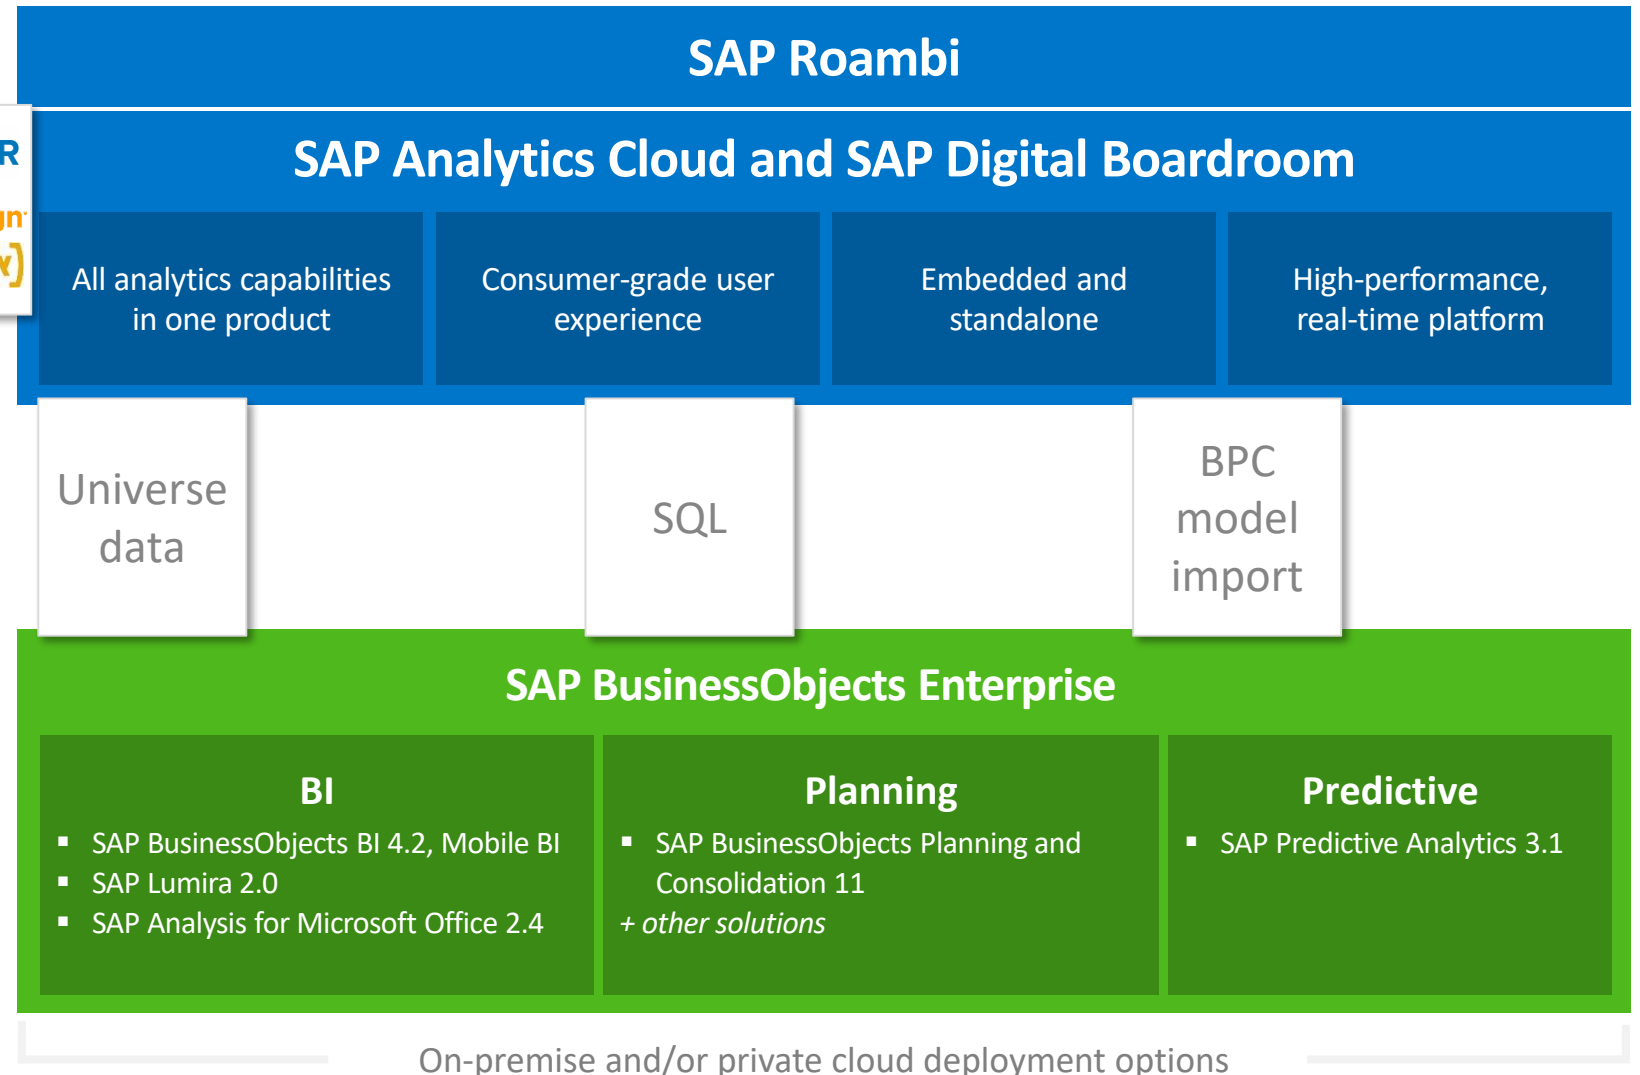 SAP Roambi
R
SAP Analytics Cloud and SAP Digital Boardroom
gn
x)
All analytics capabilities
in one product
Consumer-grade user
experience
Embedded and
standalone
High-performance,
real-time platform
Universe
data
SQL
BPC
model
import
SAP BusinessObjects Enterprise
BI
▪ SAP BusinessObjects BI 4.2, Mobile BI
▪ SAP Lumira 2.0
▪ SAP Analysis for Microsoft Office 2.4
Planning
▪ SAP BusinessObjects Planning and
Consolidation 11
+ other solutions
Predictive
▪ SAP Predictive Analytics 3.1
On-premise and/or private cloud deployment options